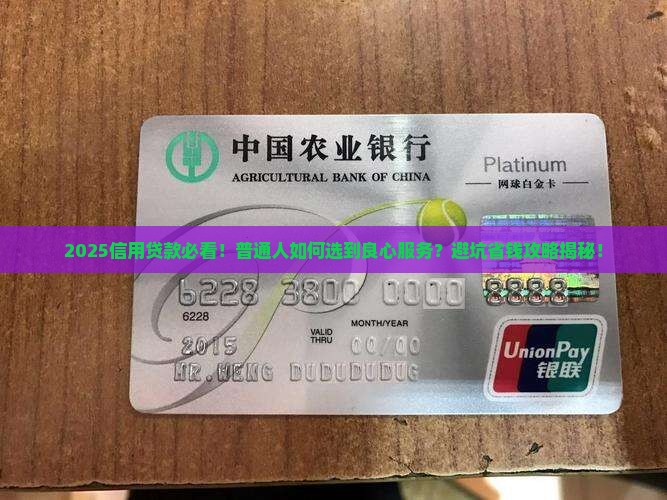 中国农业银行
AGRICULTURAL BANK OF CHINA
Platinum
网球白金卡
2025信用贷款必看！普通人如何选到良心服务？避坑省钱攻略揭秘！
6228 3800 0000 8888
6228
VALID THRU
MONTH/YEAR
2015 00/00
MR.WENG DUDUDUDUG
UnionPay
银联